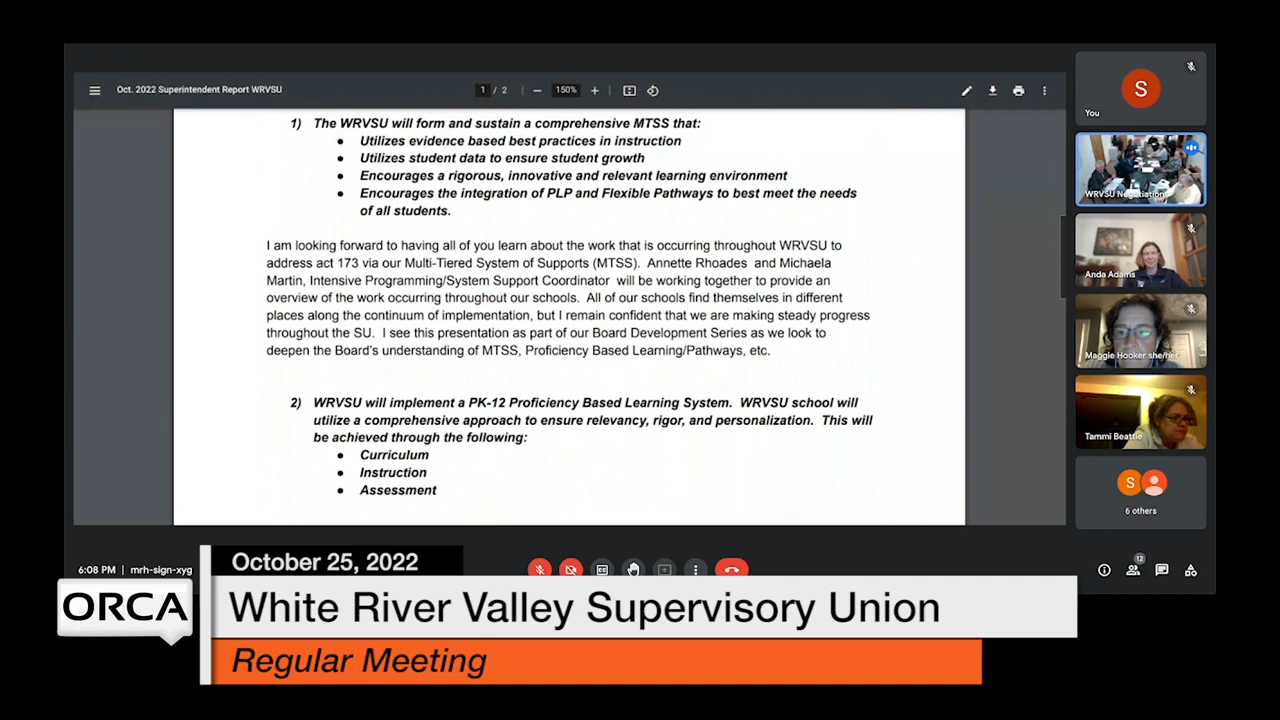 Oct. 2022 Superintendent Report WRVSU
1 / 2
150%
1) The WRVSU will form and sustain a comprehensive MTSS that:
● Utilizes evidence based best practices in instruction
● Utilizes student data to ensure student growth
● Encourages a rigorous, innovative and relevant learning environment
● Encourages the integration of PLP and Flexible Pathways to best meet the needs
of all students.
I am looking forward to having all of you learn about the work that is occurring throughout WRVSU to
address act 173 via our Multi-Tiered System of Supports (MTSS). Annette Rhoades and Michaela
Martin, Intensive Programming/System Support Coordinator will be working together to provide an
overview of the work occurring throughout our schools. All of our schools find themselves in different
places along the continuum of implementation, but I remain confident that we are making steady progress
throughout the SU. I see this presentation as part of our Board Development Series as we look to
deepen the Board's understanding of MTSS, Proficiency Based Learning/Pathways, etc.
2) WRVSU will implement a PK-12 Proficiency Based Learning System. WRVSU school will
utilize a comprehensive approach to ensure relevancy, rigor, and personalization. This will
be achieved through the following:
● Curriculum
● Instruction
● Assessment
S
You
WRVSU Negotiations
Anda Adams
Maggie Hooker she/her
Tammi Beattie
S
6 others
6:08 PM | mrh-sign-xyg
12
October 25, 2022
ORCA
White River Valley Supervisory Union
Regular Meeting